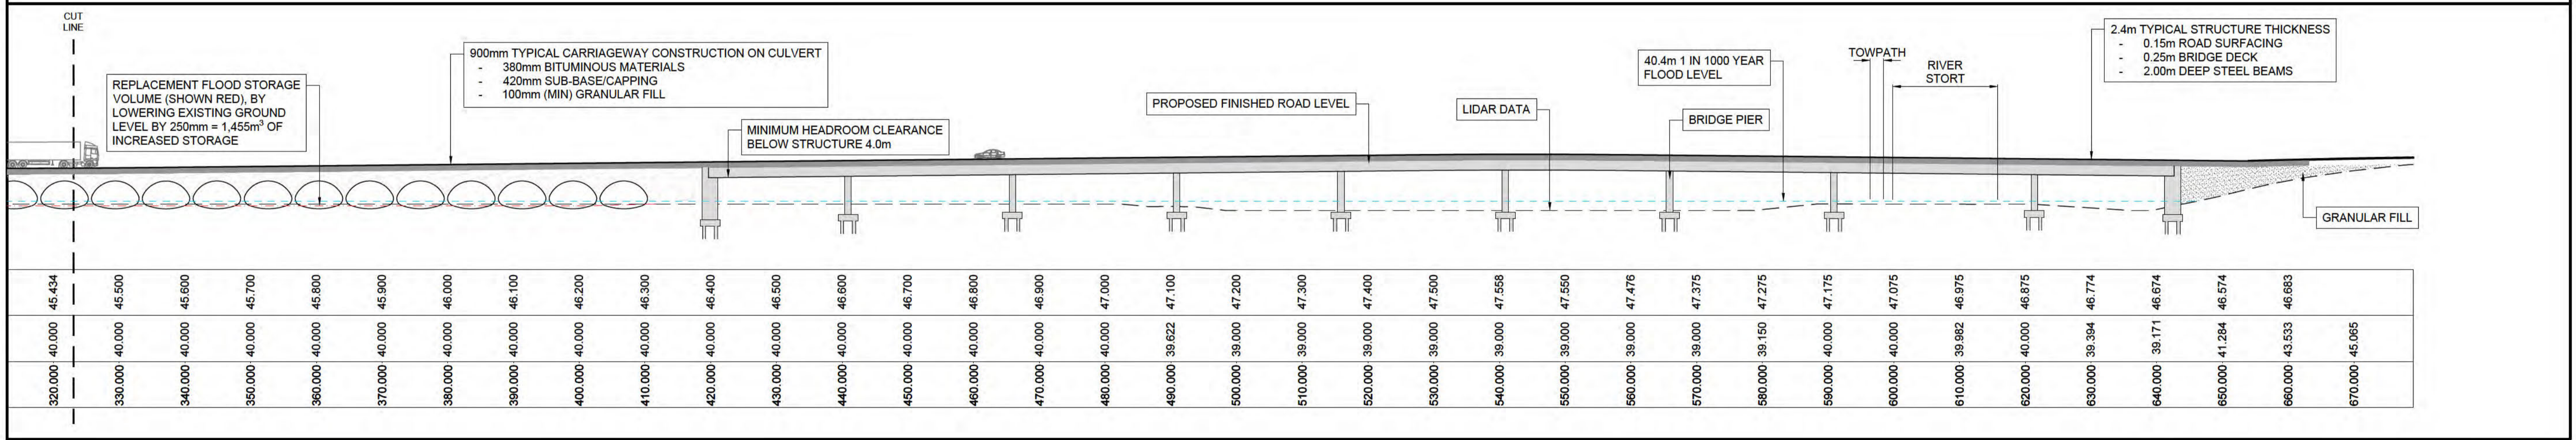 CUT
LINE
REPLACEMENT FLOOD STORAGE
VOLUME (SHOWN RED), BY
LOWERING EXISTING GROUND
LEVEL BY 250mm = 1,455m³ OF
INCREASED STORAGE
900mm TYPICAL CARRIAGEWAY CONSTRUCTION ON CULVERT
- 380mm BITUMINOUS MATERIALS
- 420mm SUB-BASE/CAPPING
- 100mm (MIN) GRANULAR FILL
MINIMUM HEADROOM CLEARANCE
BELOW STRUCTURE 4.0m
PROPOSED FINISHED ROAD LEVEL
LIDAR DATA
BRIDGE PIER
40.4m 1 IN 1000 YEAR
FLOOD LEVEL
TOWPATH
RIVER
STORT
2.4m TYPICAL STRUCTURE THICKNESS
- 0.15m ROAD SURFACING
- 0.25m BRIDGE DECK
- 2.00m DEEP STEEL BEAMS
GRANULAR FILL
45.434 45.500 45.600 45.700 45.800 45.900 46.000 46.100 46.200 46.300 46.400 46.500 46.600 46.700 46.800 46.900 47.000 47.100 47.200 47.300 47.400 47.500 47.558 47.550 47.476 47.375 47.275 47.175 47.075 46.975 46.875 46.774 46.674 46.574 46.683
40.000 40.000 40.000 40.000 40.000 40.000 40.000 40.000 40.000 40.000 40.000 40.000 40.000 40.000 40.000 40.000 40.000 39.622 39.000 39.000 39.000 39.000 39.000 39.000 39.000 39.000 39.150 40.000 40.000 39.982 40.000 39.394 39.171 41.284 43.533 45.065
320.000 330.000 340.000 350.000 360.000 370.000 380.000 390.000 400.000 410.000 420.000 430.000 440.000 450.000 460.000 470.000 480.000 490.000 500.000 510.000 520.000 530.000 540.000 550.000 560.000 570.000 580.000 590.000 600.000 610.000 620.000 630.000 640.000 650.000 660.000 670.000